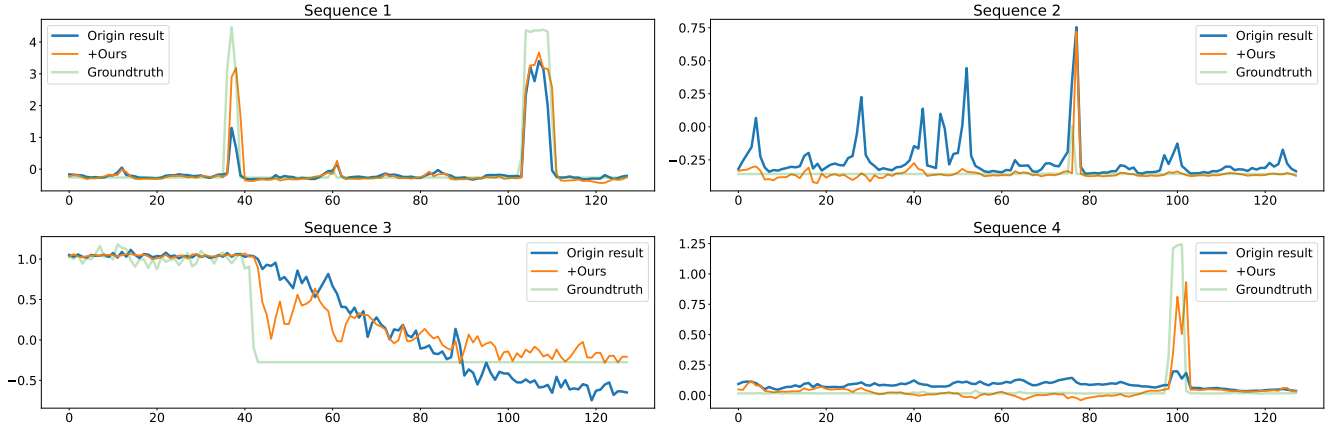 Sequence 1
Origin result
+Ours
Groundtruth
4
3
2
1
0
0 20 40 60 80 100 120
Sequence 2
Origin result
+Ours
Groundtruth
0.75
0.50
0.25
0.00
−0.25
0 20 40 60 80 100 120
Sequence 3
Origin result
+Ours
Groundtruth
1.0
0.5
0.0
−0.5
0 20 40 60 80 100 120
Sequence 4
Origin result
+Ours
Groundtruth
1.25
1.00
0.75
0.50
0.25
0.00
0 20 40 60 80 100 120